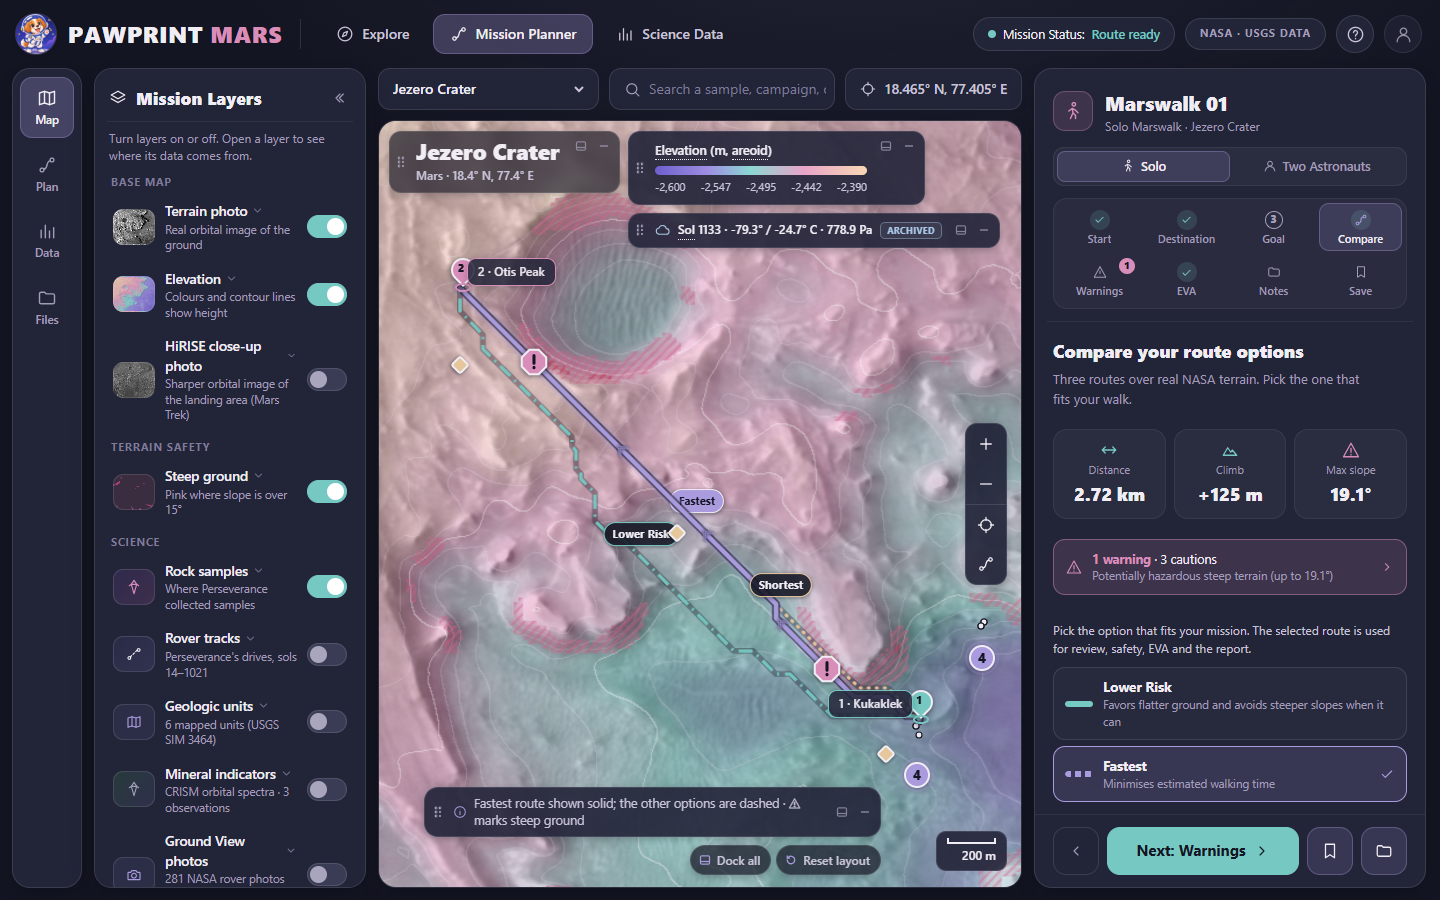 PAWPRINT MARS
Explore
Mission Planner
Science Data
Mission Status: Route ready
NASA · USGS DATA
Map
Plan
Data
Files
Mission Layers
Turn layers on or off. Open a layer to see
where its data comes from.
BASE MAP
Terrain photo
Real orbital image of the
ground
Elevation
Colours and contour lines
show height
HiRISE close-up
photo
Sharper orbital image of
the landing area (Mars
Trek)
TERRAIN SAFETY
Steep ground
Pink where slope is over
15°
SCIENCE
Rock samples
Where Perseverance
collected samples
Rover tracks
Perseverance's drives, sols
14–1021
Geologic units
6 mapped units (USGS
SIM 3464)
Mineral indicators
CRISM orbital spectra · 3
observations
Ground View
photos
281 NASA rover photos
Jezero Crater
Search a sample, campaign, c
18.465° N, 77.405° E
Jezero Crater
Mars · 18.4° N, 77.4° E
Elevation (m, areoid)
-2,600 -2,547 -2,495 -2,442 -2,390
Sol 1133 · -79.3° / -24.7° C · 778.9 Pa ARCHIVED
2
2 · Otis Peak
!
Fastest
Lower Risk
Shortest
!
4
1 · Kukaklek
1
4
Fastest route shown solid; the other options are dashed · ⚠
marks steep ground
Dock all
Reset layout
200 m
Marswalk 01
Solo Marswalk · Jezero Crater
Solo
Two Astronauts
Start
Destination
3
Goal
Compare
Warnings
1
EVA
Notes
Save
Compare your route options
Three routes over real NASA terrain. Pick the one that
fits your walk.
Distance
2.72 km
Climb
+125 m
Max slope
19.1°
1 warning · 3 cautions
Potentially hazardous steep terrain (up to 19.1°)
Pick the option that fits your mission. The selected route is used
for review, safety, EVA and the report.
Lower Risk
Favors flatter ground and avoids steeper slopes when it
can
Fastest
Minimises estimated walking time
Next: Warnings